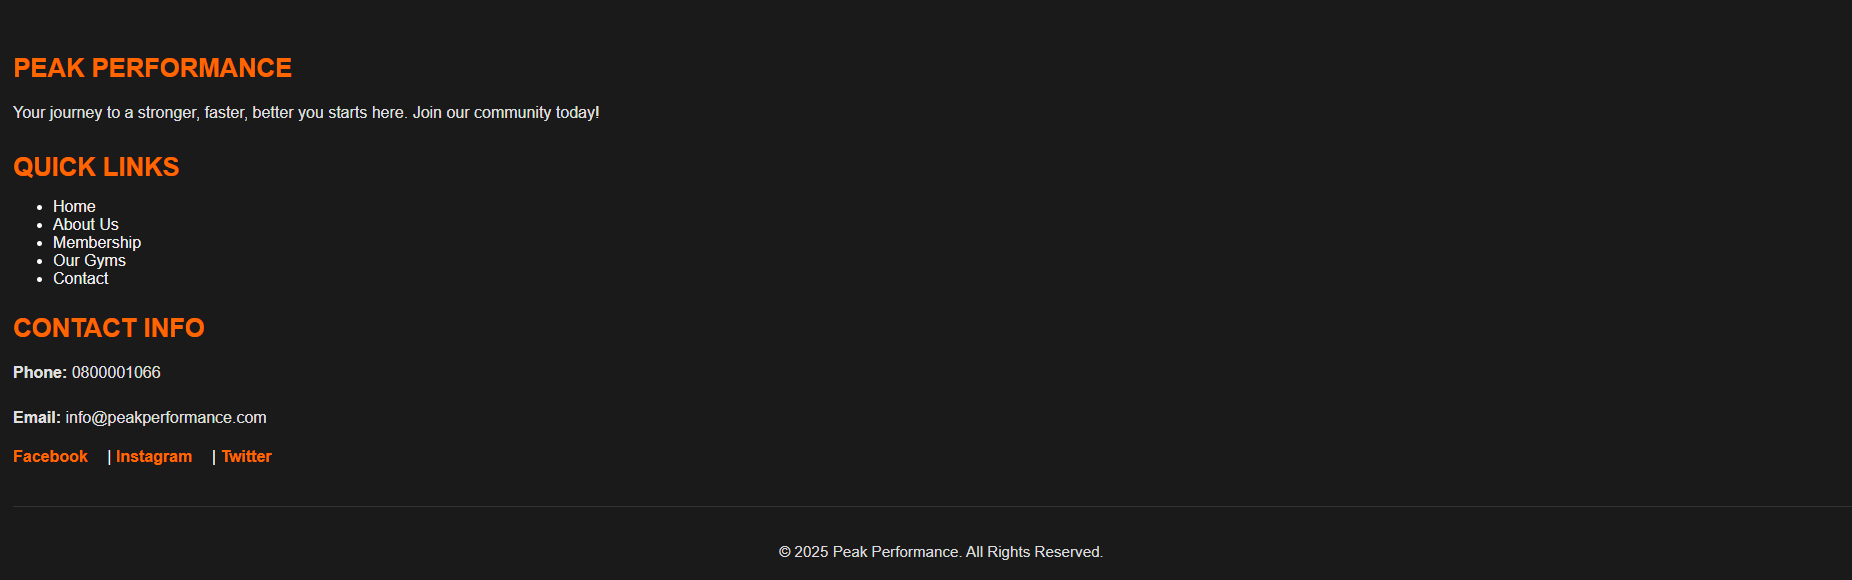 PEAK PERFORMANCE
Your journey to a stronger, faster, better you starts here. Join our community today!
QUICK LINKS
• Home
• About Us
• Membership
• Our Gyms
• Contact
CONTACT INFO
Phone: 0800001066
Email: info@peakperformance.com
Facebook | Instagram | Twitter
© 2025 Peak Performance. All Rights Reserved.